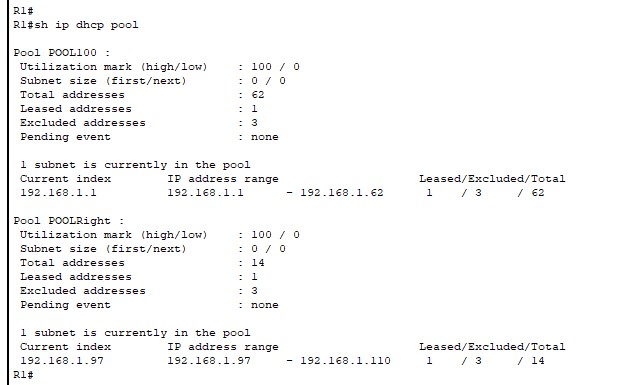 R1#
R1#sh ip dhcp pool
Pool POOL100 :
Utilization mark (high/low) : 100 / 0
Subnet size (first/next) : 0 / 0
Total addresses : 62
Leased addresses : 1
Excluded addresses : 3
Pending event : none
1 subnet is currently in the pool
Current index IP address range Leased/Excluded/Total
192.168.1.1 192.168.1.1 - 192.168.1.62 1 / 3 / 62
Pool POOLRight :
Utilization mark (high/low) : 100 / 0
Subnet size (first/next) : 0 / 0
Total addresses : 14
Leased addresses : 1
Excluded addresses : 3
Pending event : none
1 subnet is currently in the pool
Current index IP address range Leased/Excluded/Total
192.168.1.97 192.168.1.97 - 192.168.1.110 1 / 3 / 14
R1#